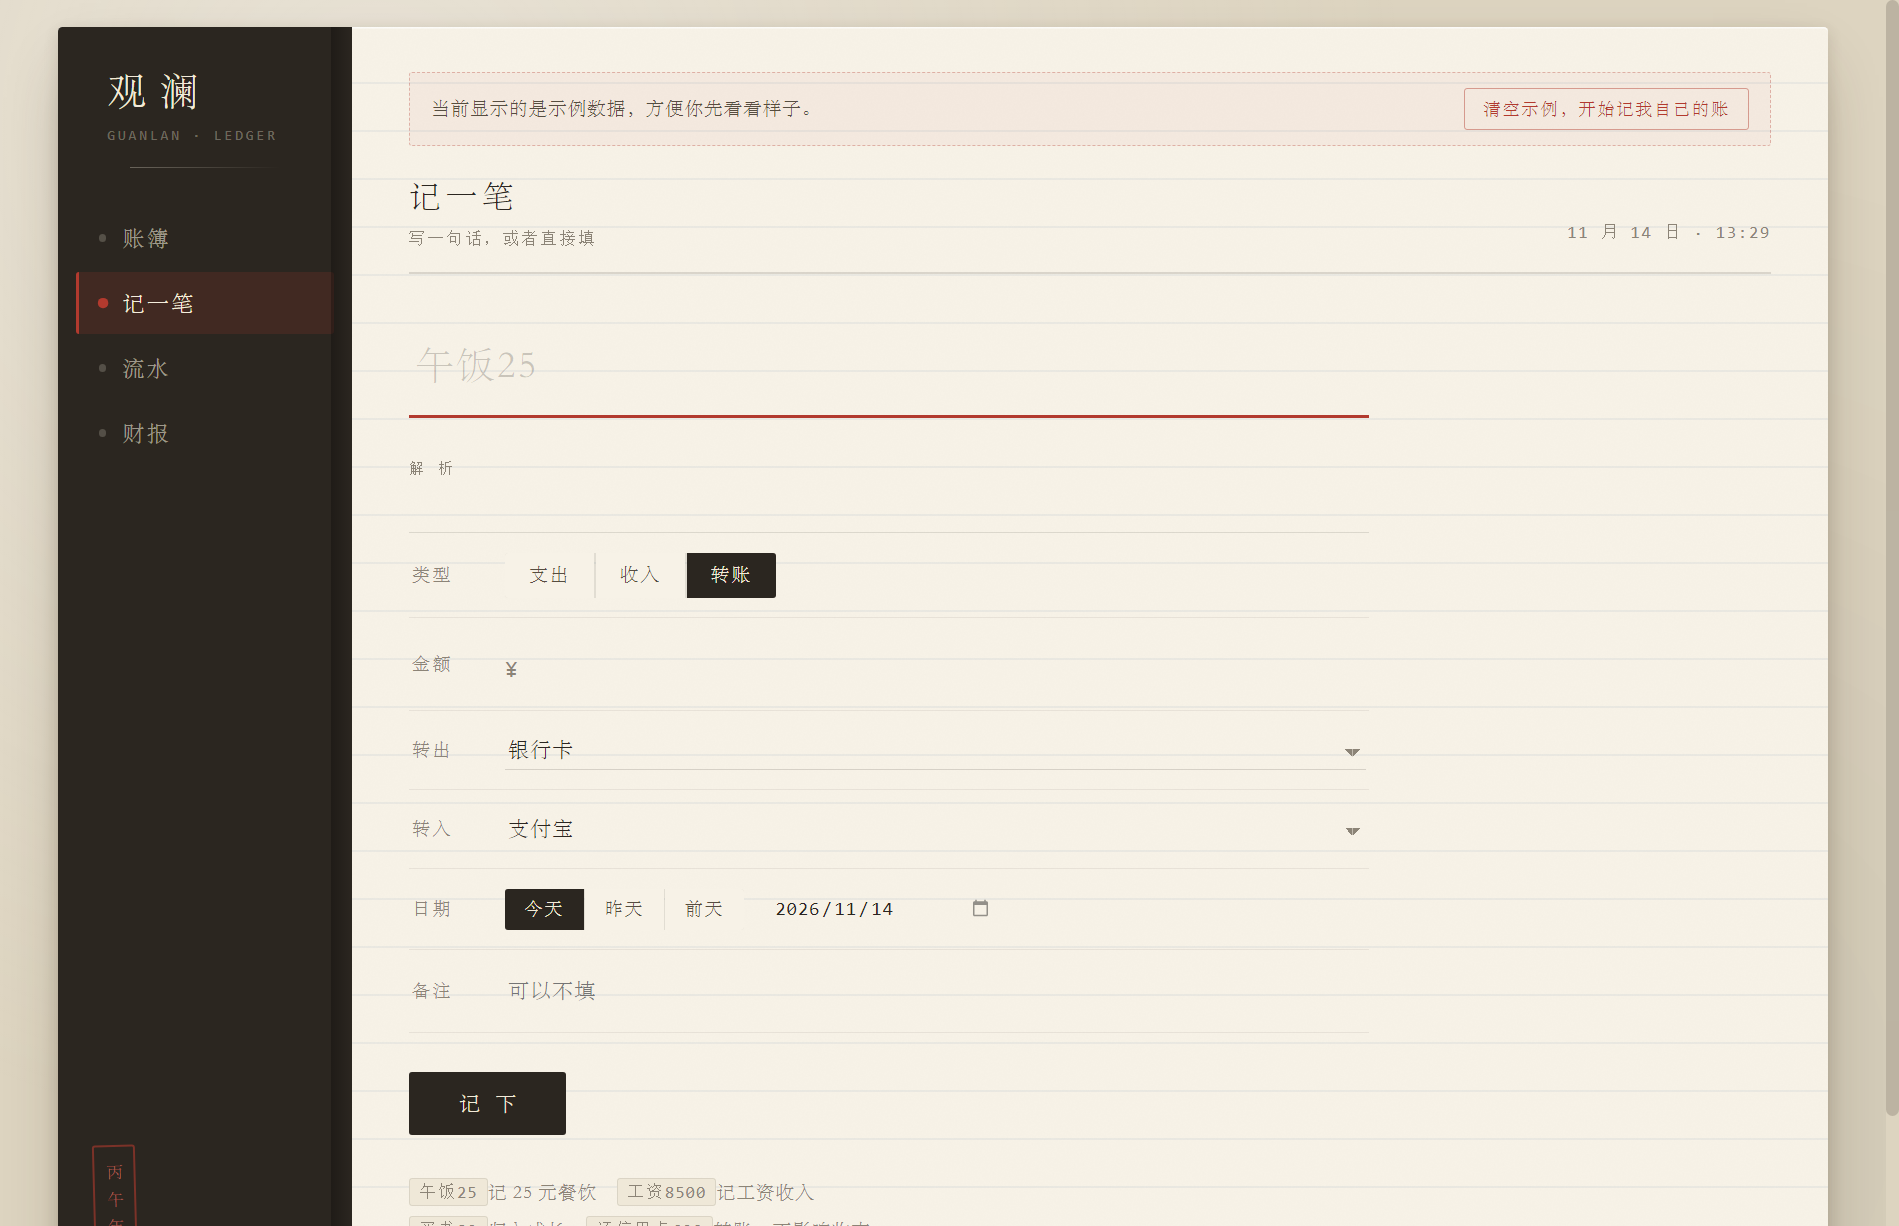 观澜
GUANLAN · LEDGER
账簿
记一笔
流水
财报
丙
午
当前显示的是示例数据，方便你先看看样子。
清空示例，开始记我自己的账
记一笔
写一句话，或者直接填
11 月 14 日 · 13:29
午饭25
解 析
类型 支出 收入 转账
金额 ¥
转出 银行卡
转入 支付宝
日期 今天 昨天 前天 2026/11/14
备注 可以不填
记 下
午饭25 记 25 元餐饮 工资8500 记工资收入